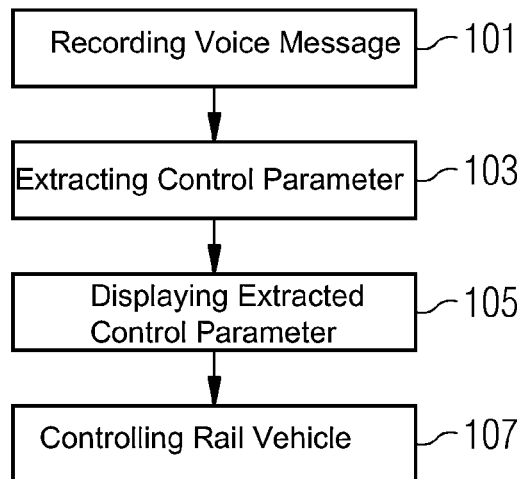 Recording Voice Message 101
Extracting Control Parameter 103
Displaying Extracted
Control Parameter 105
Controlling Rail Vehicle 107